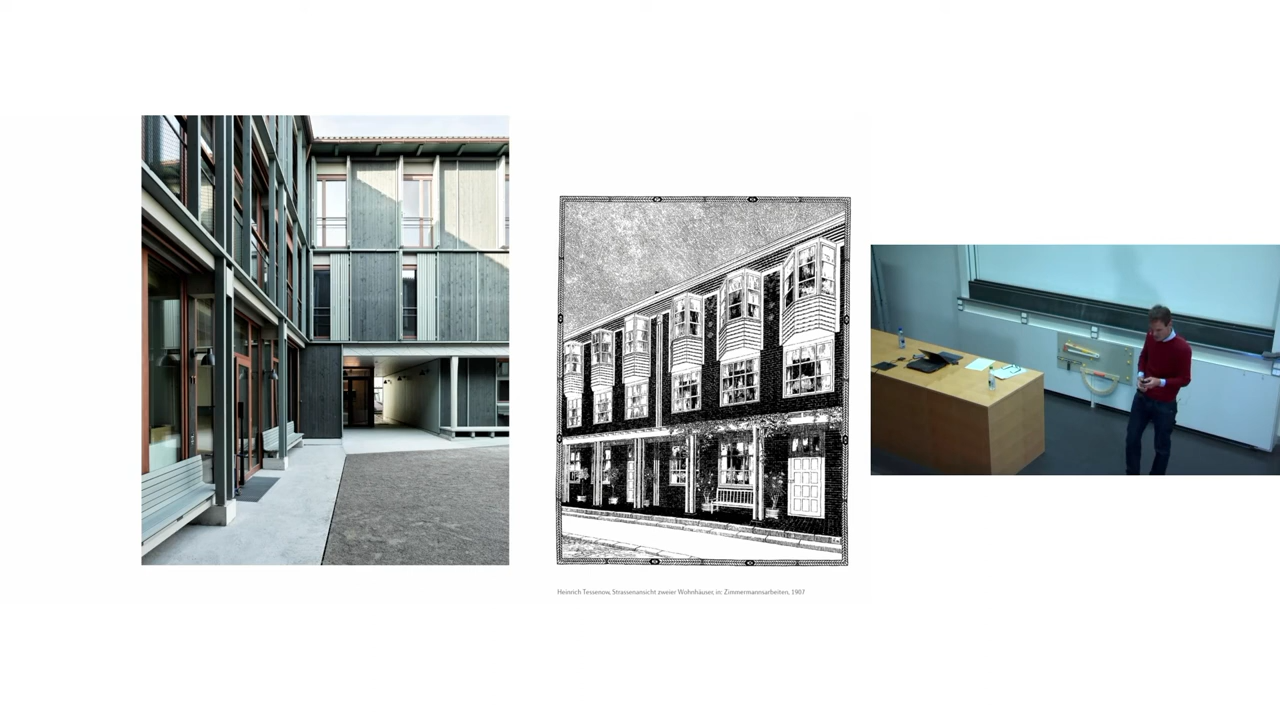 Heinrich Tessenow, Strassenansicht zweier Wohnhäuser, in: Zimmermannsarbeiten, 1907